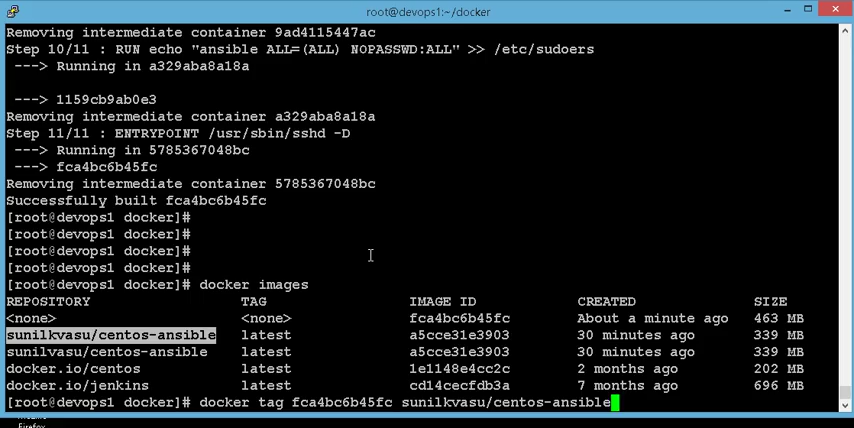 root@devops1:~/docker
Removing intermediate container 9ad4115447ac
Step 10/11 : RUN echo "ansible ALL=(ALL) NOPASSWD:ALL" >> /etc/sudoers
---> Running in a329aba8a18a
---> 1159cb9ab0e3
Removing intermediate container a329aba8a18a
Step 11/11 : ENTRYPOINT /usr/sbin/sshd -D
---> Running in 5785367048bc
---> fca4bc6b45fc
Removing intermediate container 5785367048bc
Successfully built fca4bc6b45fc
[root@devops1 docker]#
[root@devops1 docker]#
[root@devops1 docker]#
[root@devops1 docker]#
[root@devops1 docker]# docker images
REPOSITORY TAG IMAGE ID CREATED SIZE
<none> <none> fca4bc6b45fc About a minute ago 463 MB
sunilkvasu/centos-ansible latest a5cce31e3903 30 minutes ago 339 MB
sunilvasu/centos-ansible latest a5cce31e3903 30 minutes ago 339 MB
docker.io/centos latest 1e1148e4cc2c 2 months ago 202 MB
docker.io/jenkins latest cd14cecfdb3a 7 months ago 696 MB
[root@devops1 docker]# docker tag fca4bc6b45fc sunilkvasu/centos-ansible
Firefox